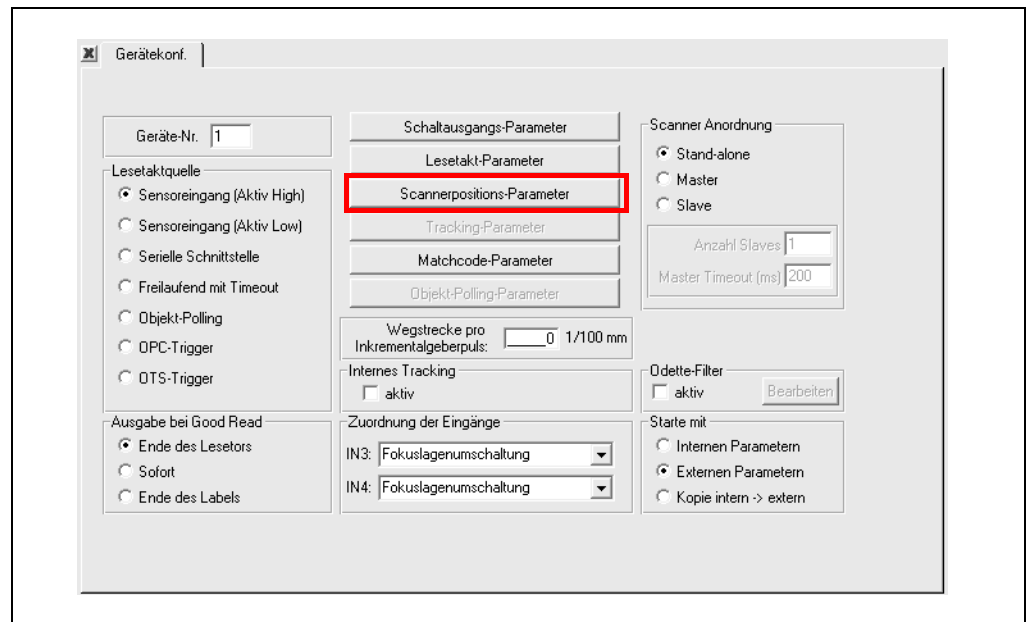 Gerätekonf.
Geräte-Nr. 1
Lesetaktquelle
Sensoreingang (Aktiv High)
Sensoreingang (Aktiv Low)
Serielle Schnittstelle
Freilaufend mit Timeout
Objekt-Polling
OPC-Trigger
OTS-Trigger
Ausgabe bei Good Read
Ende des Lesetors
Sofort
Ende des Labels
Schaltausgangs-Parameter
Lesetakt-Parameter
Scannerpositions-Parameter
Tracking-Parameter
Matchcode-Parameter
Objekt-Polling-Parameter
Wegstrecke pro
Inkrementalgeberpuls: 0 1/100 mm
Internes Tracking
aktiv
Zuordnung der Eingänge
IN3: Fokuslagenumschaltung
IN4: Fokuslagenumschaltung
Scanner Anordnung
Stand-alone
Master
Slave
Anzahl Slaves 1
Master Timeout (ms) 200
Odette-Filter
aktiv Bearbeiten
Starte mit
Internen Parametern
Externen Parametern
Kopie intern -> extern